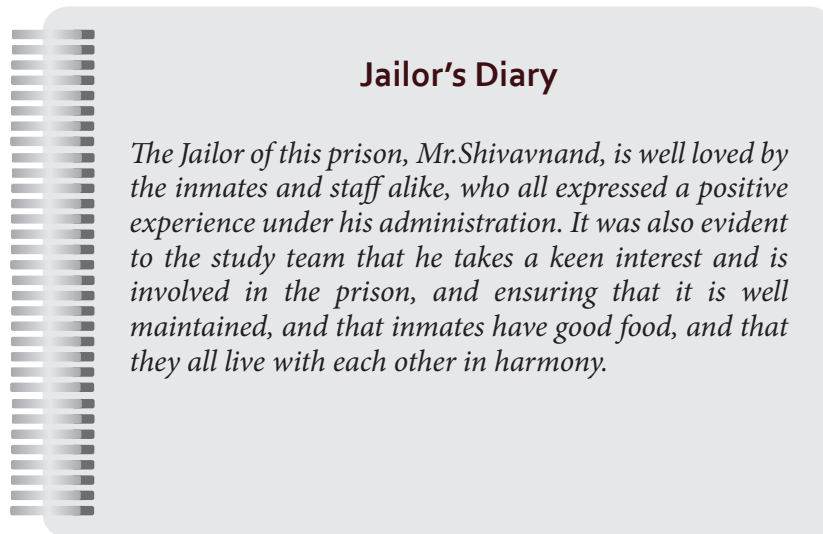 Jailor's Diary
The Jailor of this prison, Mr.Shivavnand, is well loved by
the inmates and staff alike, who all expressed a positive
experience under his administration. It was also evident
to the study team that he takes a keen interest and is
involved in the prison, and ensuring that it is well
maintained, and that inmates have good food, and that
they all live with each other in harmony.